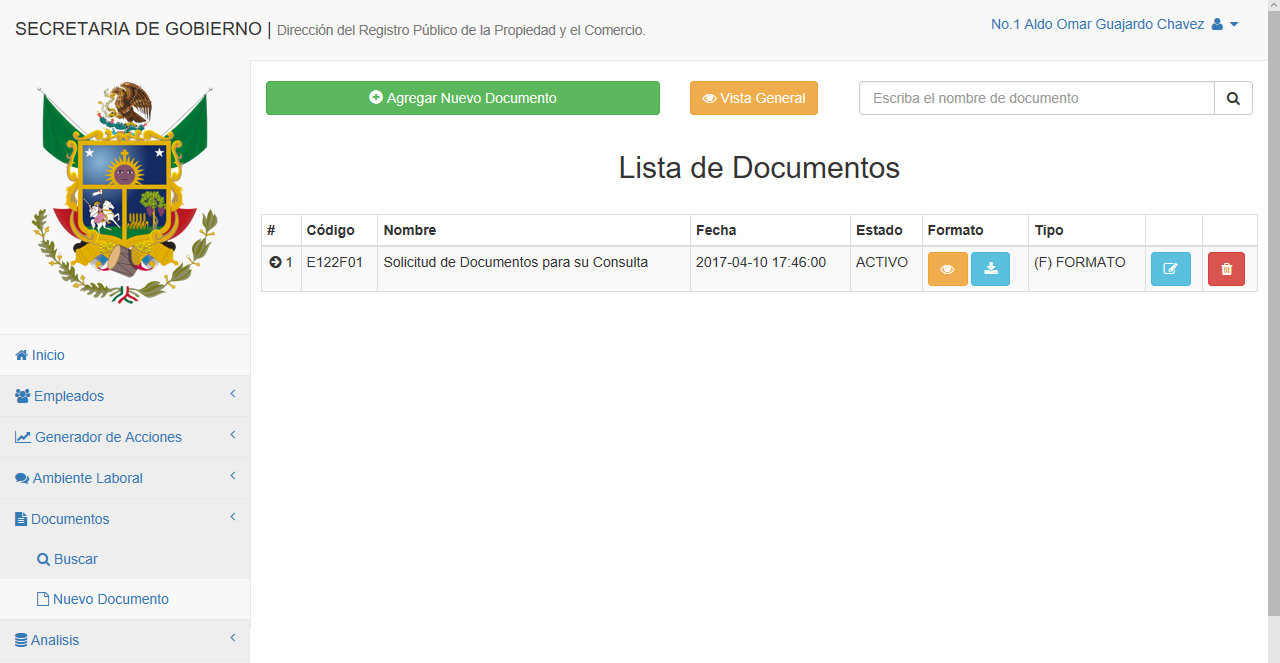 SECRETARIA DE GOBIERNO | Dirección del Registro Público de la Propiedad y el Comercio.
No.1 Aldo Omar Guajardo Chavez
Agregar Nuevo Documento
Vista General
Escriba el nombre de documento
Lista de Documentos
# Código Nombre Fecha Estado Formato Tipo
1 E122F01 Solicitud de Documentos para su Consulta 2017-04-10 17:46:00 ACTIVO (F) FORMATO
Inicio
Empleados
Generador de Acciones
Ambiente Laboral
Documentos
Buscar
Nuevo Documento
Analisis